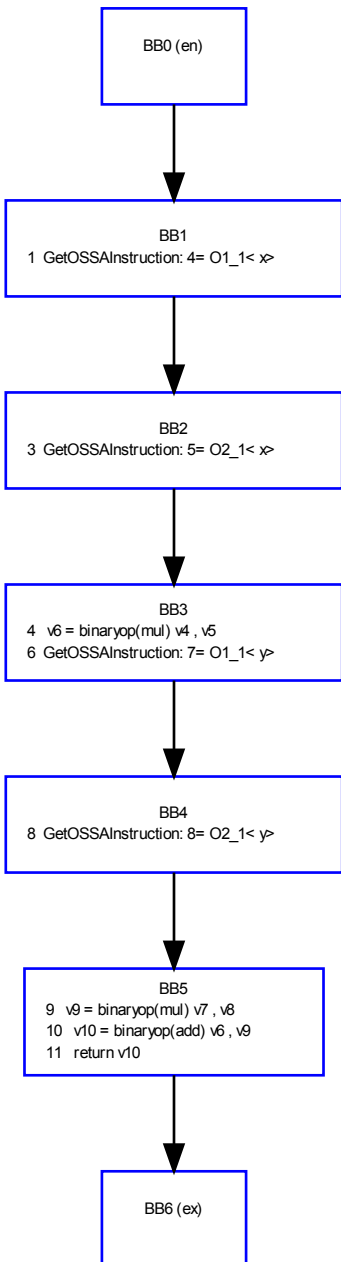 BB0 (en)
BB1
1 GetOSSAInstruction: 4= O1_1< x>
BB2
3 GetOSSAInstruction: 5= O2_1< x>
BB3
4 v6 = binaryop(mul) v4 , v5
6 GetOSSAInstruction: 7= O1_1< y>
BB4
8 GetOSSAInstruction: 8= O2_1< y>
BB5
9 v9 = binaryop(mul) v7 , v8
10 v10 = binaryop(add) v6 , v9
11 return v10
BB6 (ex)